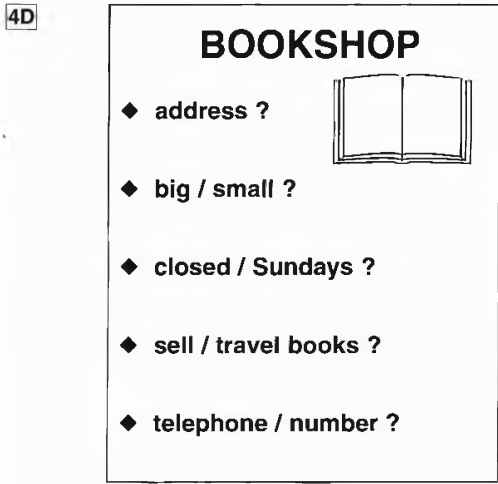 4D
BOOKSHOP
◆ address ?
◆ big / small ?
◆ closed / Sundays ?
◆ sell / travel books ?
◆ telephone / number ?